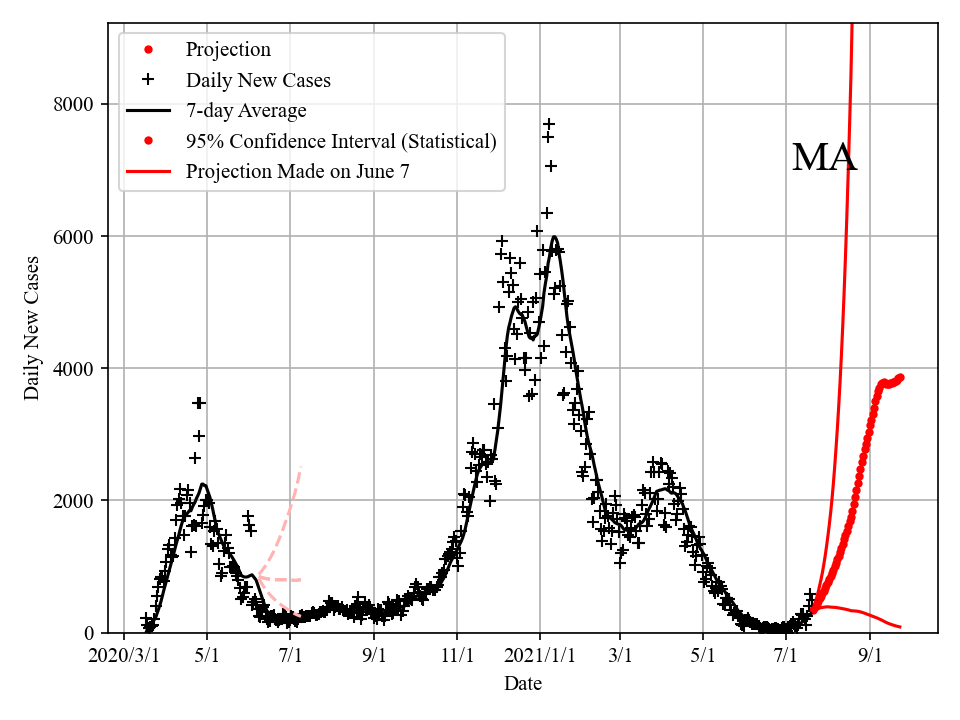 Projection
Daily New Cases
7-day Average
95% Confidence Interval (Statistical)
Projection Made on June 7
MA
8000
6000
4000
2000
0
Daily New Cases
2020/3/1 5/1 7/1 9/1 11/1 2021/1/1 3/1 5/1 7/1 9/1
Date